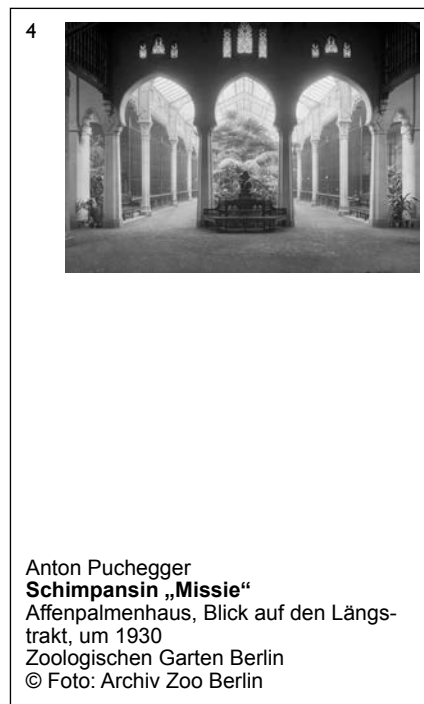 4
Anton Puchegger
Schimpansin „Missie“
Affenpalmenhaus, Blick auf den Längs-
trakt, um 1930
Zoologischen Garten Berlin
© Foto: Archiv Zoo Berlin